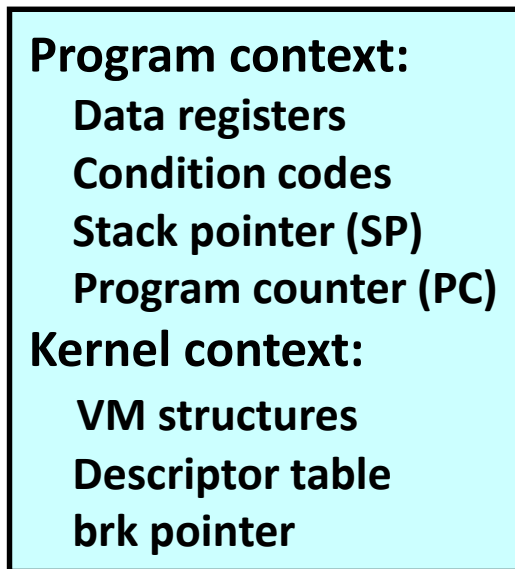 Program context:
Data registers
Condition codes
Stack pointer (SP)
Program counter (PC)
Kernel context:
VM structures
Descriptor table
brk pointer